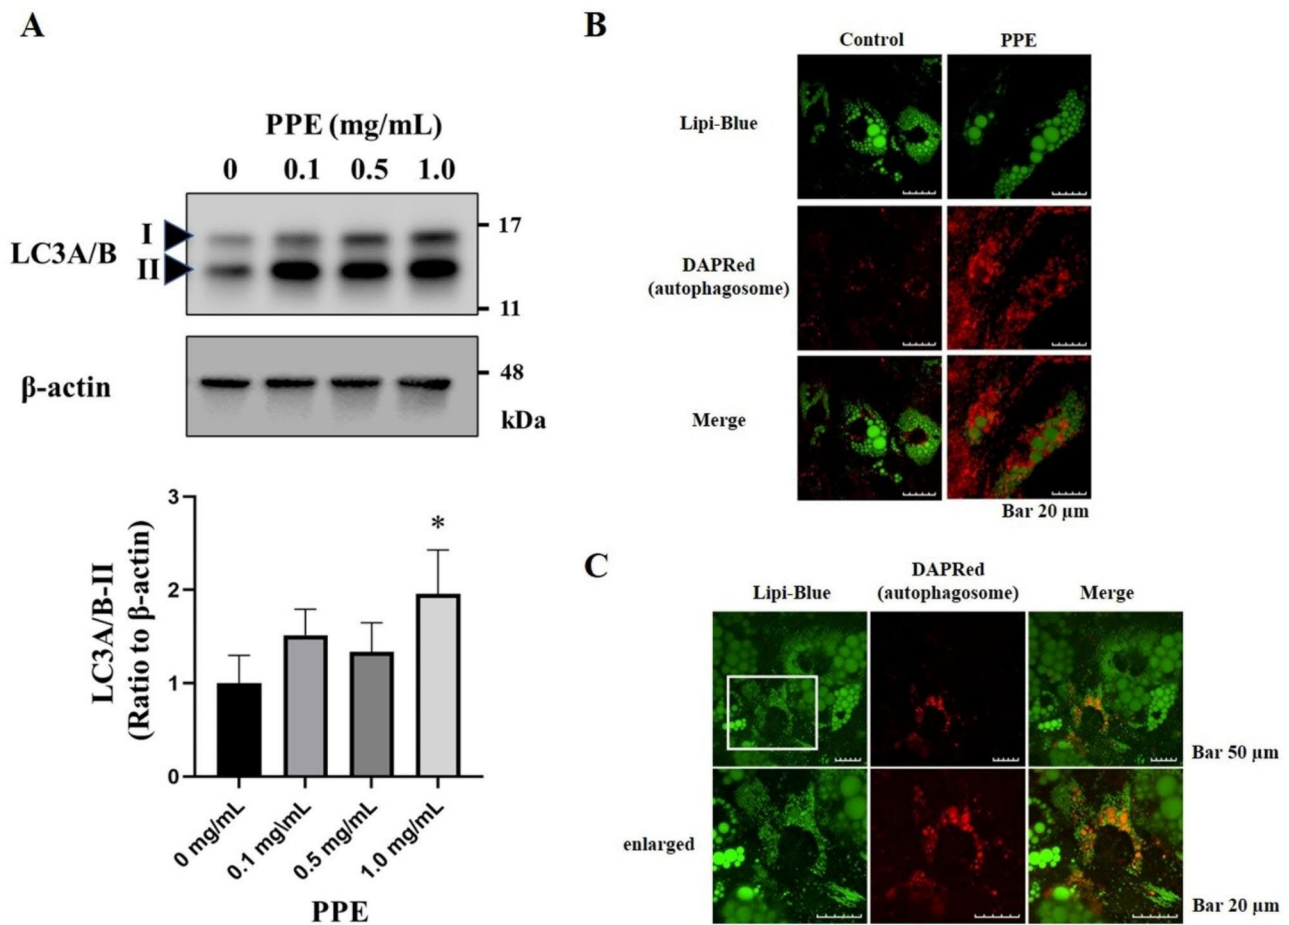 A
PPE (mg/mL)
0 0.1 0.5 1.0
LC3A/B
I
II
17
11
β-actin
48
kDa
3
2
1
0
*
LC3A/B-II
(Ratio to β-actin)
0 mg/mL
0.1 mg\mL
0.5 mg/mL
1.0 mg/mL
PPE
B
Control PPE
Lipi-Blue
DAPRed
(autophagosome)
Merge
Bar 20 μm
C
Lipi-Blue
DAPRed
(autophagosome)
Merge
Bar 50 μm
enlarged
Bar 20 μm